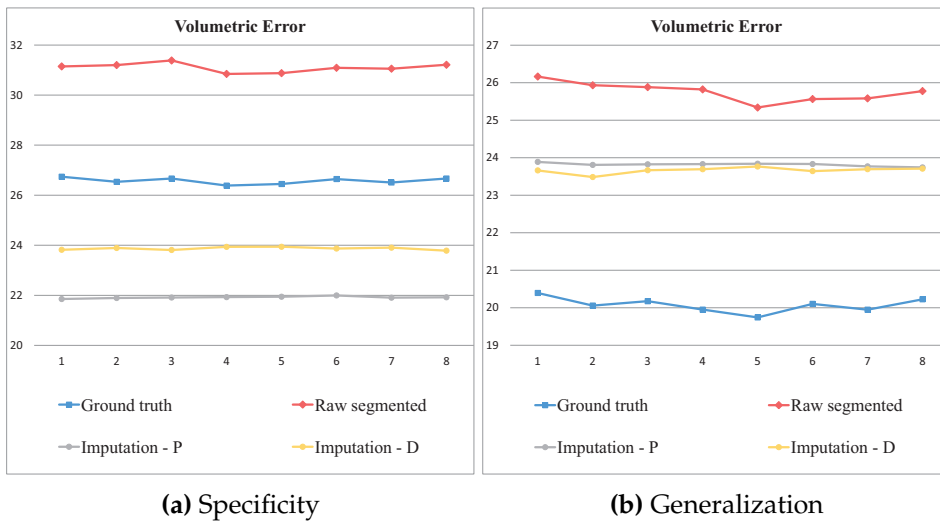 Volumetric Error
32
30
28
26
24
22
20
1 2 3 4 5 6 7 8
Ground truth Raw segmented
Imputation - P Imputation - D
(a) Specificity
Volumetric Error
27
26
25
24
23
22
21
20
19
1 2 3 4 5 6 7 8
Ground truth Raw segmented
Imputation - P Imputation - D
(b) Generalization